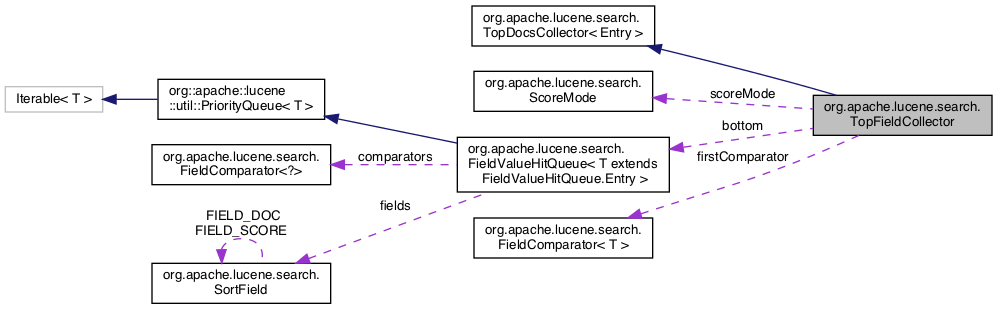 org.apache.lucene.search.
TopDocsCollector< Entry >
org.apache.lucene.search.
ScoreMode
scoreMode
org.apache.lucene.search.
TopFieldCollector
Iterable< T >
org::apache::lucene
::util::PriorityQueue< T >
bottom
org.apache.lucene.search.
FieldValueHitQueue< T extends
FieldValueHitQueue.Entry >
firstComparator
comparators
org.apache.lucene.search.
FieldComparator<?>
fields
org.apache.lucene.search.
FieldComparator< T >
FIELD_DOC
FIELD_SCORE
org.apache.lucene.search.
SortField